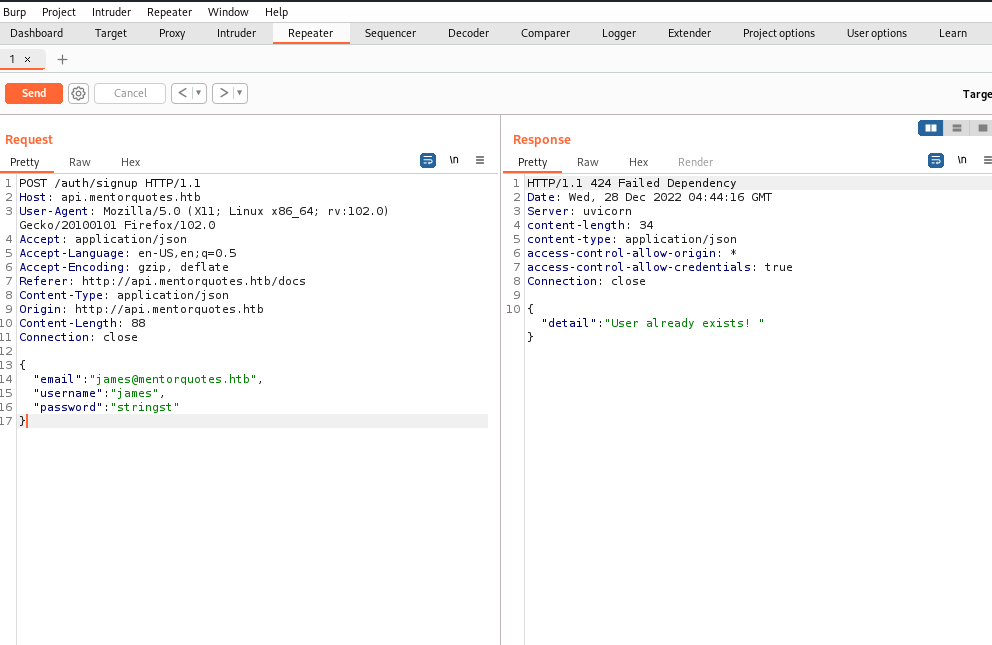 Burp Project Intruder Repeater Window Help
Dashboard Target Proxy Intruder Repeater Sequencer Decoder Comparer Logger Extender Project options User options Learn
1 × +
Send Cancel < > Targe
Request
Pretty Raw Hex \n
1 POST /auth/signup HTTP/1.1
2 Host: api.mentorquotes.htb
3 User-Agent: Mozilla/5.0 (X11; Linux x86_64; rv:102.0)
Gecko/20100101 Firefox/102.0
4 Accept: application/json
5 Accept-Language: en-US,en;q=0.5
6 Accept-Encoding: gzip, deflate
7 Referer: http://api.mentorquotes.htb/docs
8 Content-Type: application/json
9 Origin: http://api.mentorquotes.htb
10 Content-Length: 88
11 Connection: close
12
13 {
14 "email":"james@mentorquotes.htb",
15 "username":"james",
16 "password":"stringst"
17 }
Response
Pretty Raw Hex Render \n
1 HTTP/1.1 424 Failed Dependency
2 Date: Wed, 28 Dec 2022 04:44:16 GMT
3 Server: uvicorn
4 content-length: 34
5 content-type: application/json
6 access-control-allow-origin: *
7 access-control-allow-credentials: true
8 Connection: close
9
10 {
"detail":"User already exists! "
}